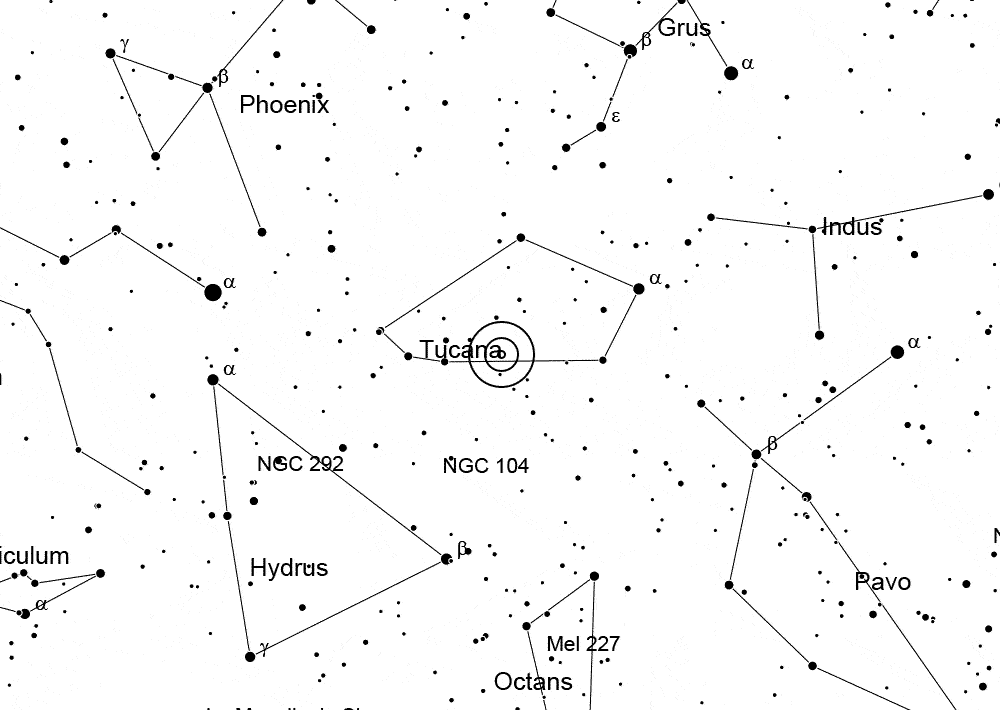 γ
β
Phoenix
β
Grus
α
ε
Indus
α
α
Tucana
α
α
β
NGC 292
NGC 104
Hydrus
β
γ
iculum
α
Pavo
Mel 227
Octans